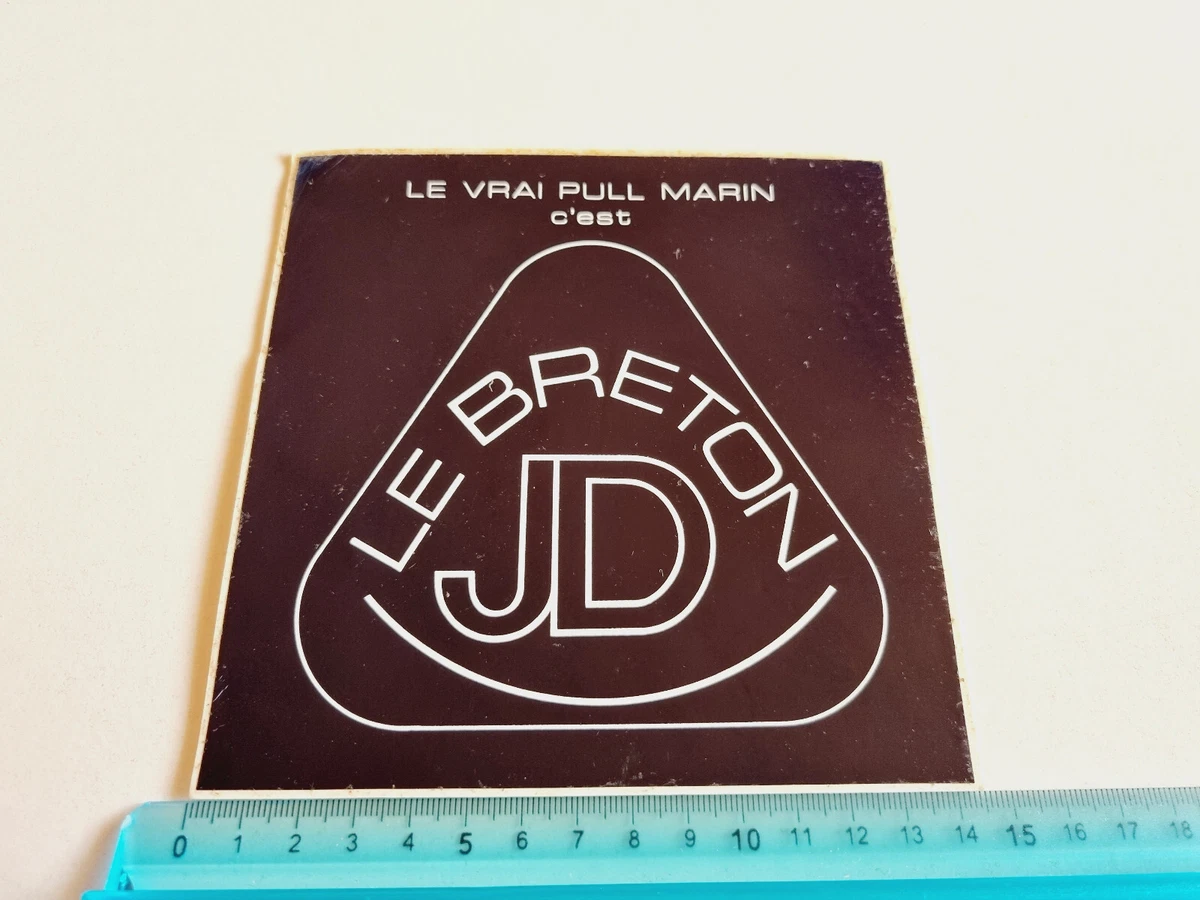 LE VRAI PULL MARIN
c'est
LE BRETON
JD
0 1 2 3 4 5 6 7 8 9 10 11 12 13 14 15 16 17 18